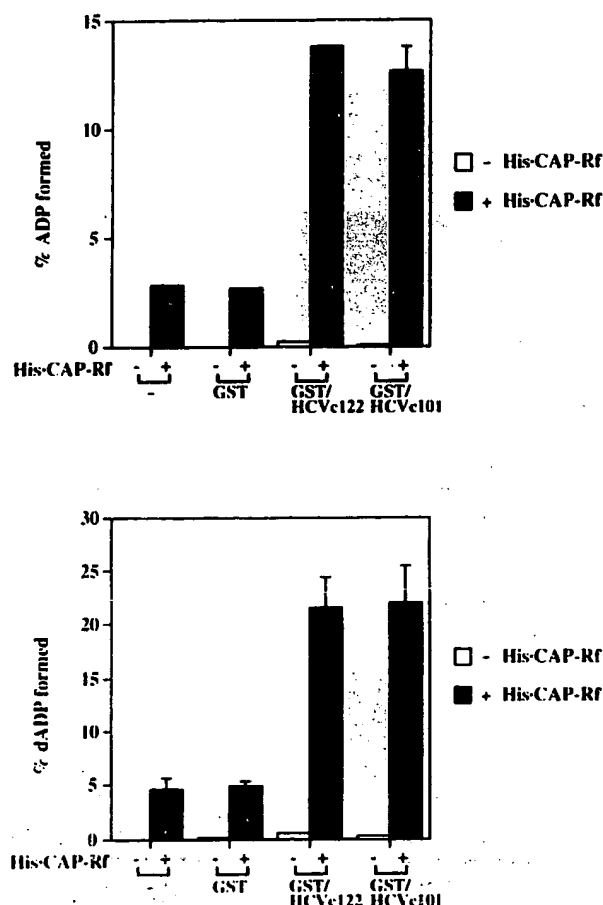 15
10
5
0
% ADP formed
- His·CAP-Rf
+ His·CAP-Rf
His·CAP-Rf - + - + - + - +
- GST GST/ GST/
HCVc122 HCVc101
30
25
20
15
10
5
0
% dADP formed
- His·CAP-Rf
+ His·CAP-Rf
His·CAP-Rf - + - + - + - +
- GST GST/ GST/
HCVc122 HCVc101